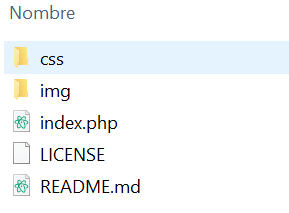 Nombre
css
img
index.php
LICENSE
README.md